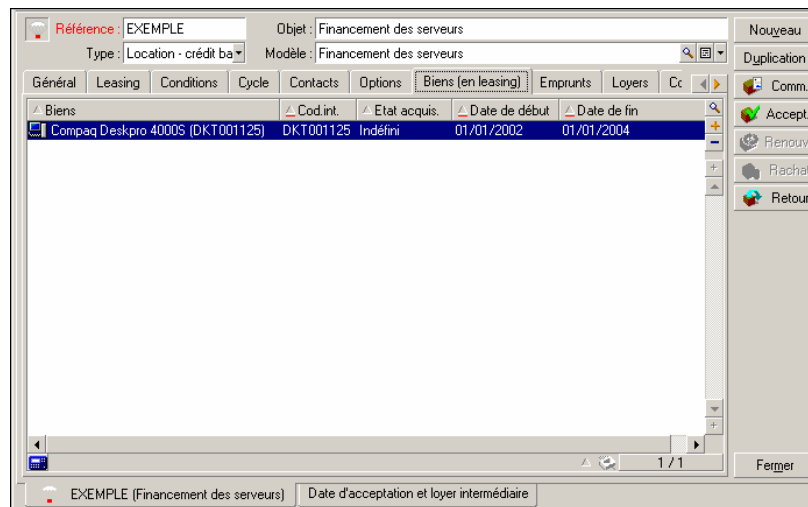 Référence : EXEMPLE Objet : Financement des serveurs Nouveau
Type : Location - crédit ba Modèle : Financement des serveurs Duplication
Général Leasing Conditions Cycle Contacts Options Biens (en leasing) Emprunts Loyers Cc Comm.
Biens Cod.int. Etat acquis. Date de début Date de fin Accept.
Compaq Deskpro 4000S (DKT001125) DKT001125 Indéfini 01/01/2002 01/01/2004
Renouv
Rachat
Retour
1 / 1 Fermer
EXEMPLE (Financement des serveurs) Date d'acceptation et loyer intermédiaire